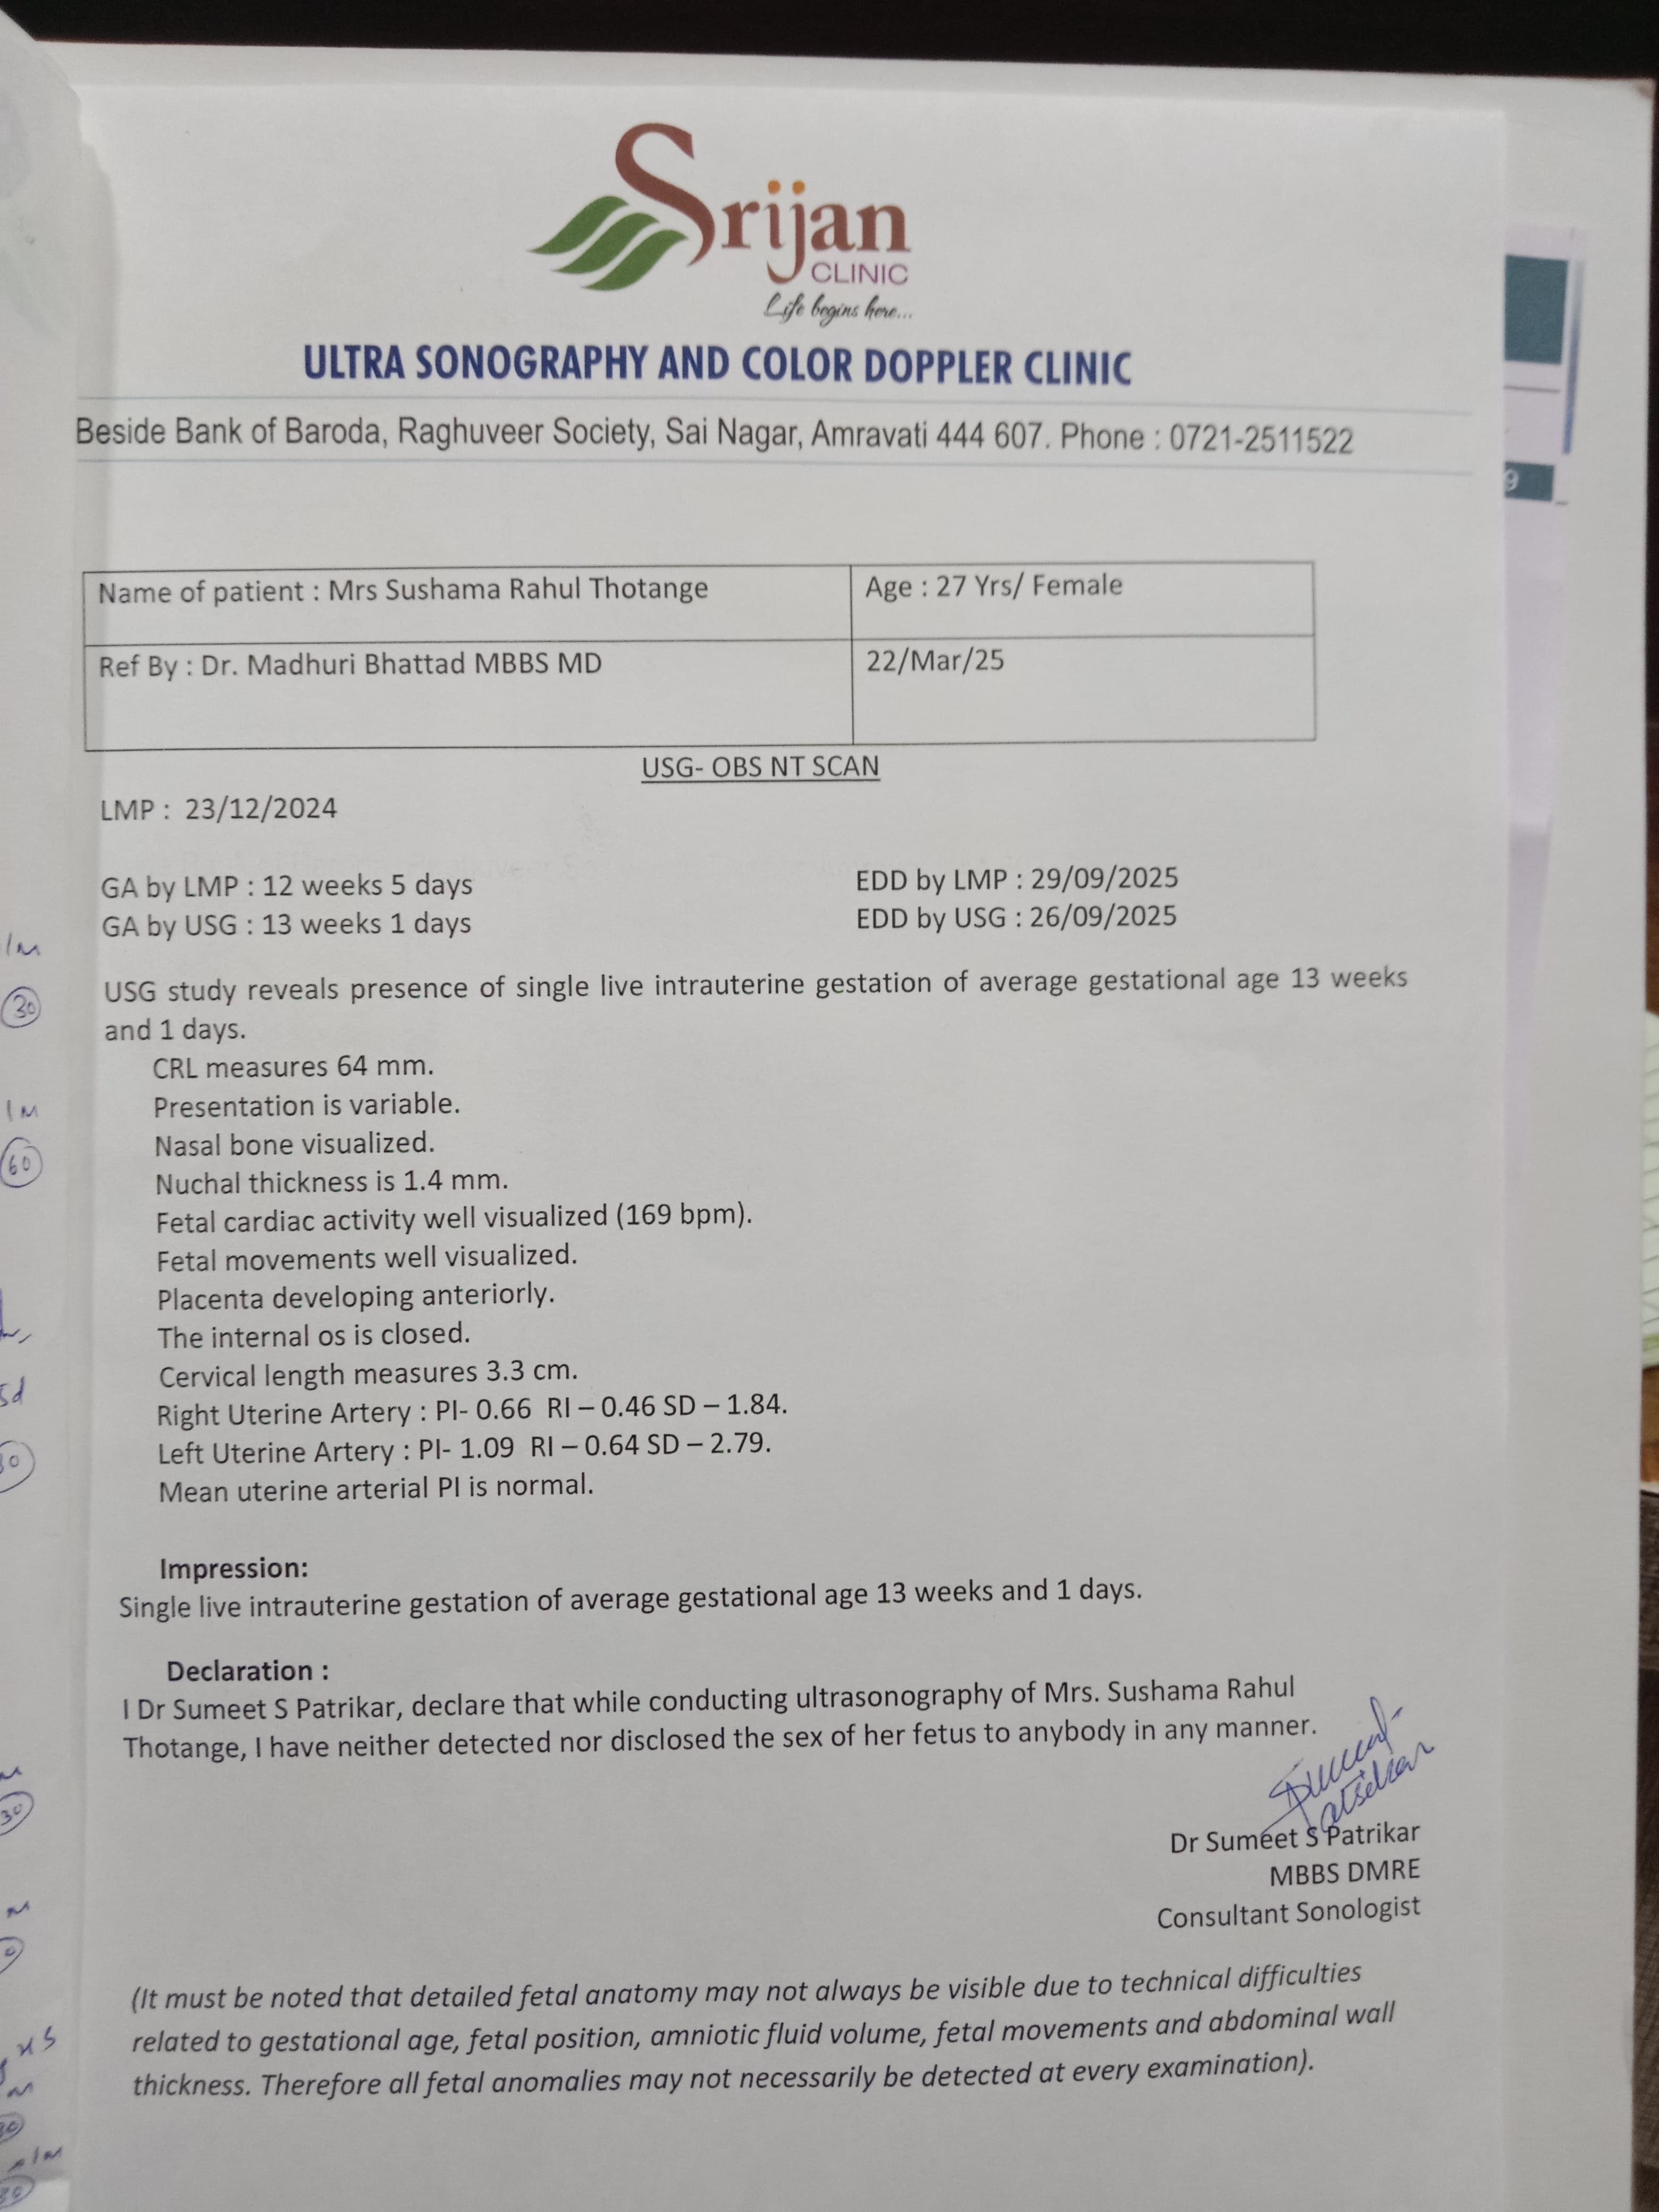 Srijan
CLINIC
Life begins here...
ULTRA SONOGRAPHY AND COLOR DOPPLER CLINIC
Beside Bank of Baroda, Raghuveer Society, Sai Nagar, Amravati 444 607. Phone : 0721-2511522
9
Name of patient : Mrs Sushama Rahul Thotange Age : 27 Yrs/ Female
Ref By : Dr. Madhuri Bhattad MBBS MD 22/Mar/25
USG- OBS NT SCAN
LMP : 23/12/2024
GA by LMP : 12 weeks 5 days EDD by LMP : 29/09/2025
GA by USG : 13 weeks 1 days EDD by USG : 26/09/2025
USG study reveals presence of single live intrauterine gestation of average gestational age 13 weeks
and 1 days.
CRL measures 64 mm.
Presentation is variable.
Nasal bone visualized.
Nuchal thickness is 1.4 mm.
Fetal cardiac activity well visualized (169 bpm).
Fetal movements well visualized.
Placenta developing anteriorly.
The internal os is closed.
Cervical length measures 3.3 cm.
Right Uterine Artery : PI- 0.66 RI – 0.46 SD – 1.84.
Left Uterine Artery : PI- 1.09 RI – 0.64 SD – 2.79.
Mean uterine arterial PI is normal.
Impression:
Single live intrauterine gestation of average gestational age 13 weeks and 1 days.
Declaration :
I Dr Sumeet S Patrikar, declare that while conducting ultrasonography of Mrs. Sushama Rahul
Thotange, I have neither detected nor disclosed the sex of her fetus to anybody in any manner.
Dr Sumeet S Patrikar
MBBS DMRE
Consultant Sonologist
(It must be noted that detailed fetal anatomy may not always be visible due to technical difficulties
related to gestational age, fetal position, amniotic fluid volume, fetal movements and abdominal wall
thickness. Therefore all fetal anomalies may not necessarily be detected at every examination).
30
60
30